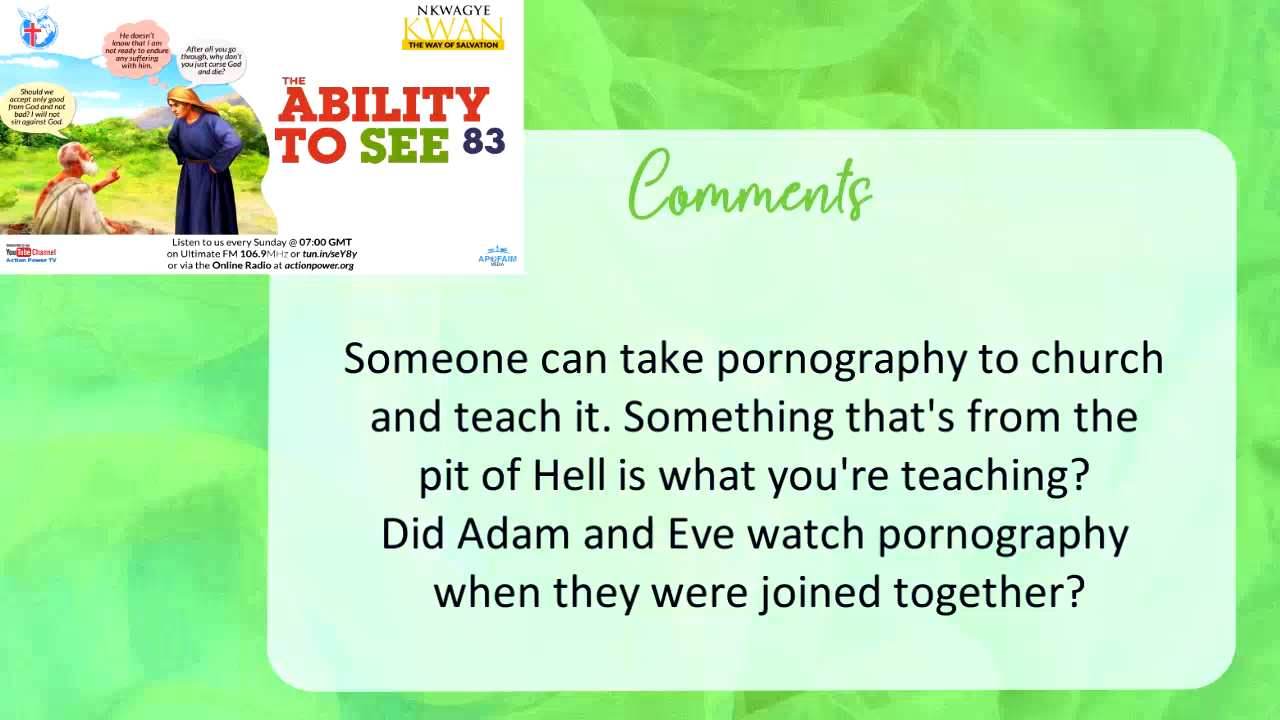 NKWAGYE
KWAN
THE WAY OF SALVATION
He doesn't
know that I am
not ready to endure
any suffering
with him.
After all you go
through, why don't
you just curse God
and die?
Should we
accept only good
from God and not
bad? I will not
sin against God.
THE
ABILITY
TO SEE 83
YouTube Channel
Action Power TV
Listen to us every Sunday @ 07:00 GMT
on Ultimate FM 106.9MHz or tun.in/seY8y
or via the Online Radio at actionpower.org
Comments
Someone can take pornography to church
and teach it. Something that's from the
pit of Hell is what you're teaching?
Did Adam and Eve watch pornography
when they were joined together?